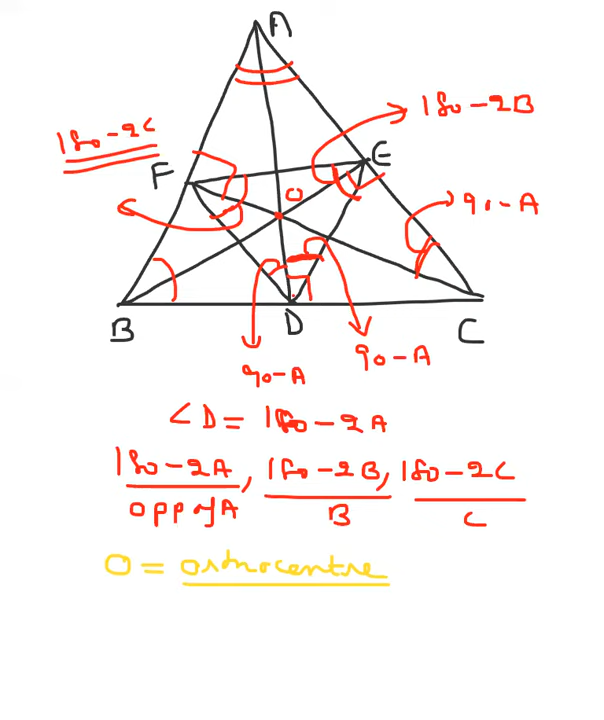 A
180-2B
180-2C
E
F
O
90-A
B
D
C
90-A
90-A
∠D = 180-2A
180-2A, 180-2B, 180-2C
opp of A B C
O = orthocentre